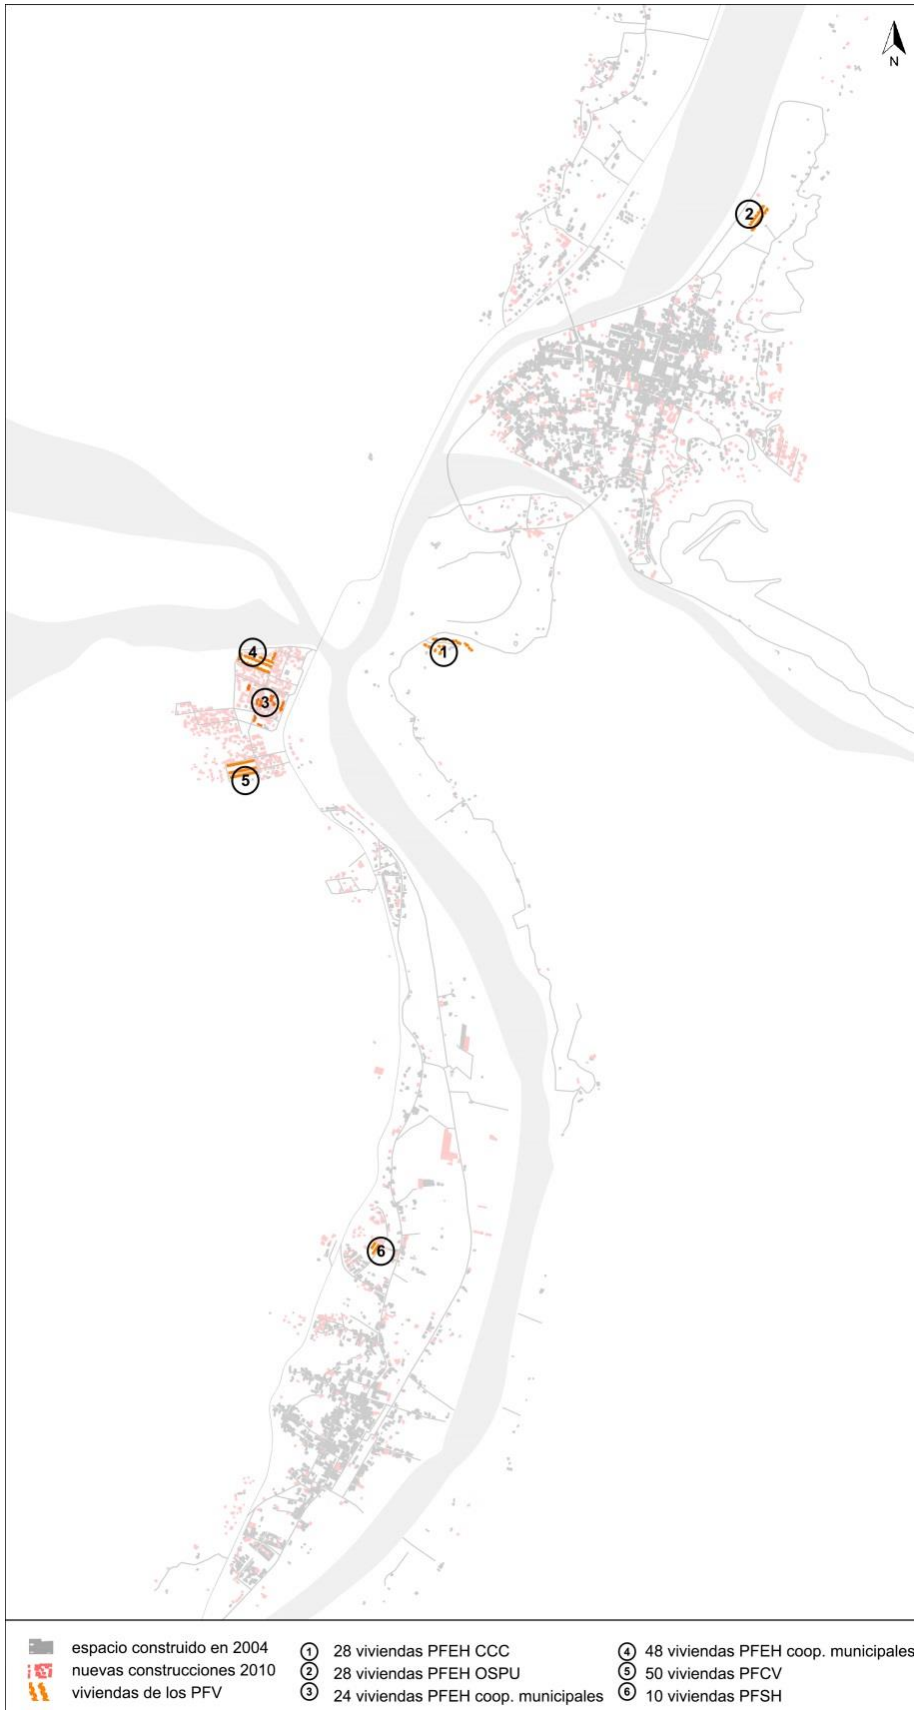 N
2
1
4
3
5
6
espacio construido en 2004
nuevas construcciones 2010
viviendas de los PFV
1 28 viviendas PFEH CCC
2 28 viviendas PFEH OSPU
3 24 viviendas PFEH coop. municipales
4 48 viviendas PFEH coop. municipales
5 50 viviendas PFCV
6 10 viviendas PFSH